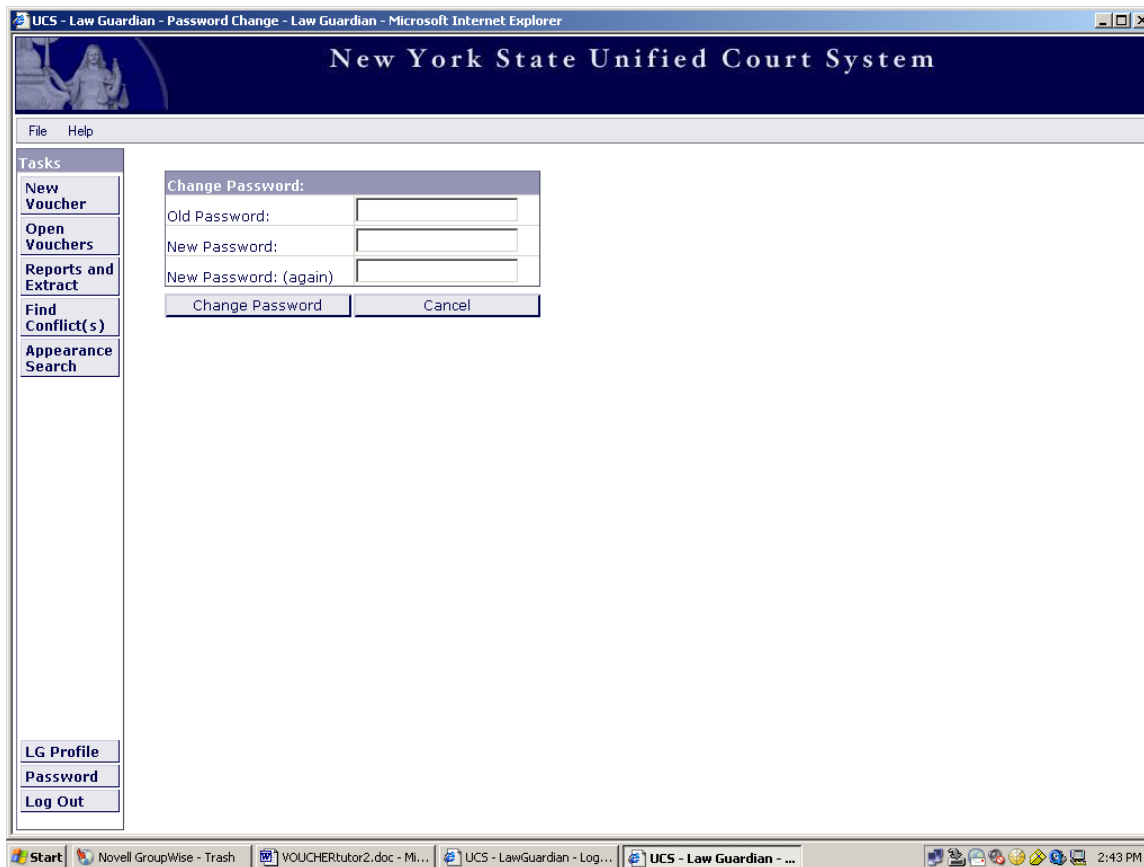 UCS - Law Guardian - Password Change - Law Guardian - Microsoft Internet Explorer
New York State Unified Court System
File Help
Tasks
New
Voucher
Open
Vouchers
Reports and
Extract
Find
Conflict(s)
Appearance
Search
Change Password:
Old Password:
New Password:
New Password: (again)
Change Password Cancel
LG Profile
Password
Log Out
Start Novell GroupWise - Trash VOUCHERtutor2.doc - Mi... UCS - LawGuardian - Log... UCS - Law Guardian - ... 2:43 PM